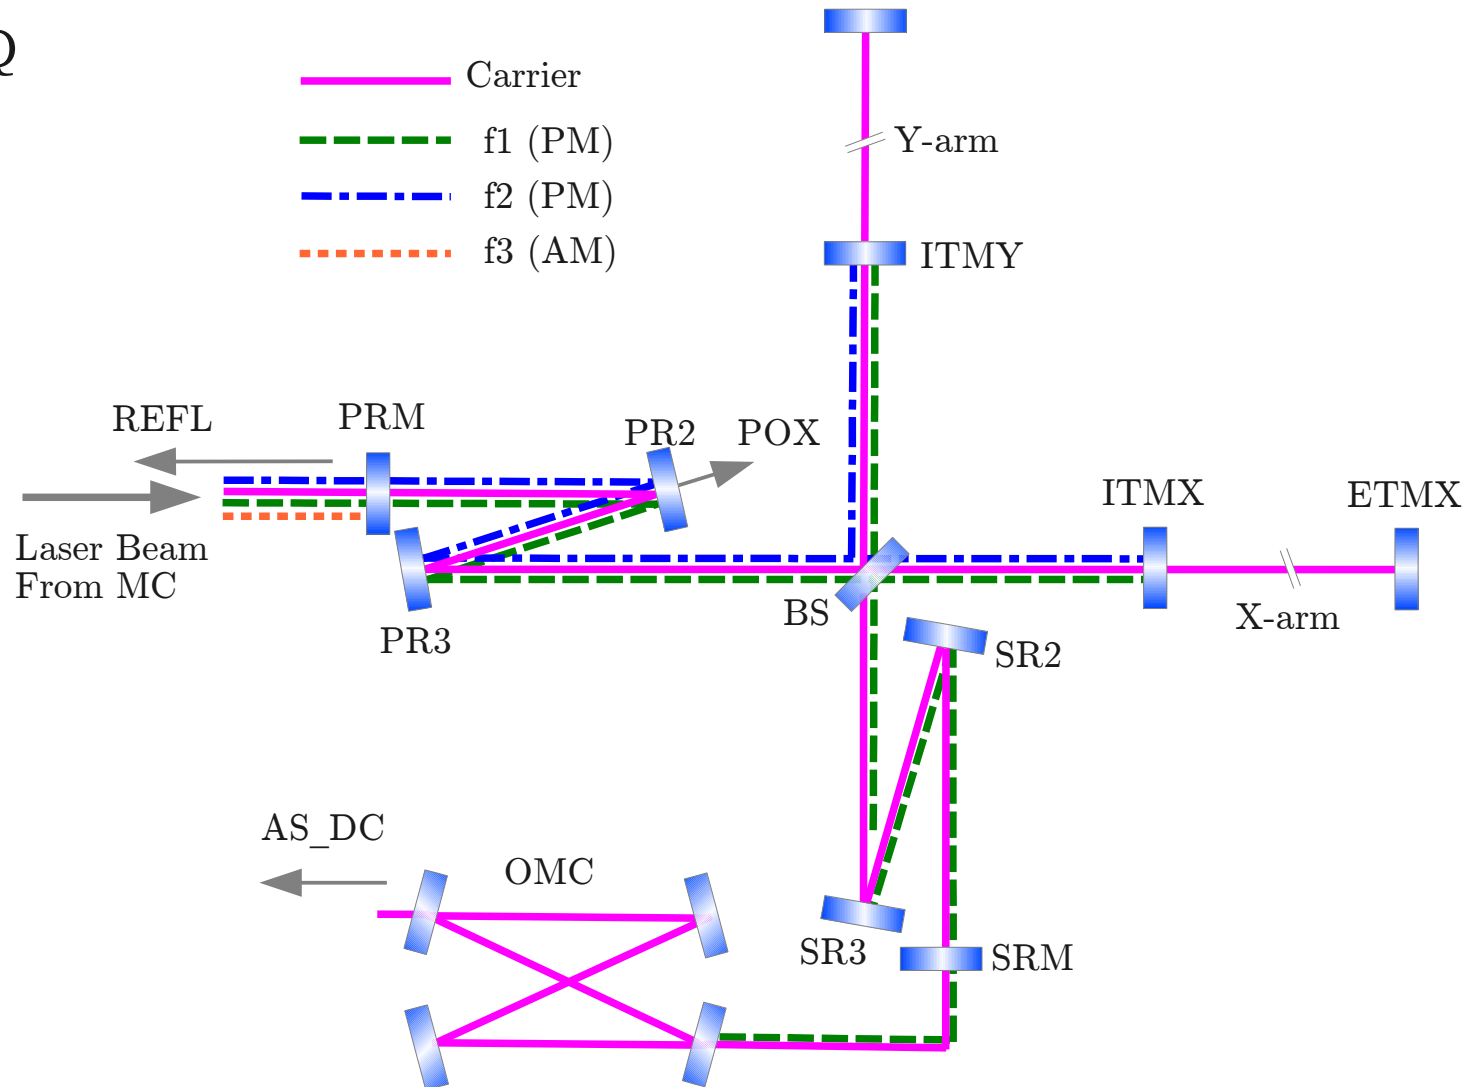 Q
Carrier
f1 (PM)
f2 (PM)
f3 (AM)
Y-arm
ITMY
REFL
PRM
PR2
POX
ITMX
ETMX
Laser Beam
From MC
BS
X-arm
PR3
SR2
AS_DC
OMC
SR3
SRM